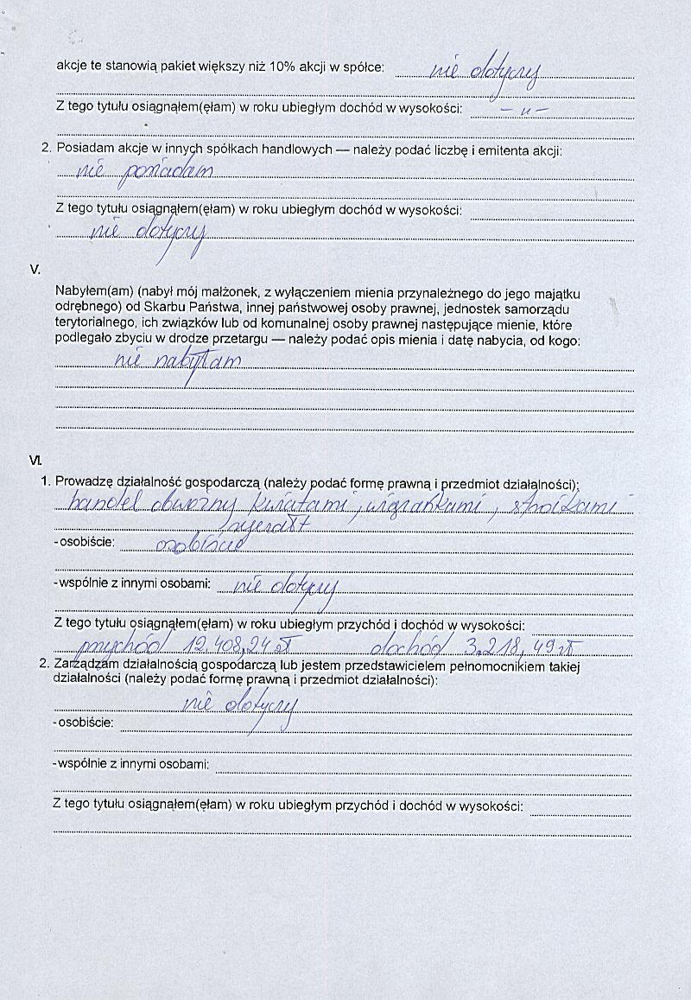 akcje te stanowią pakiet większy niż 10% akcji w spółce: nie dotyczy
Z tego tytułu osiągnąłem(ęłam) w roku ubiegłym dochód w wysokości: – „ –
2. Posiadam akcje w innych spółkach handlowych — należy podać liczbę i emitenta akcji:
nie posiadam
Z tego tytułu osiągnąłem(ęłam) w roku ubiegłym dochód w wysokości:
nie dotyczy
V.
Nabyłem(am) (nabył mój małżonek, z wyłączeniem mienia przynależnego do jego majątku
odrębnego) od Skarbu Państwa, innej państwowej osoby prawnej, jednostek samorządu
terytorialnego, ich związków lub od komunalnej osoby prawnej następujące mienie, które
podlegało zbyciu w drodze przetargu — należy podać opis mienia i datę nabycia, od kogo:
nie nabyłam
VI.
1. Prowadzę działalność gospodarczą (należy podać formę prawną i przedmiot działalności):
handel obwoźny kwiatami, wiązankami, stroikami
ryczałt
- osobiście: osobiście
- wspólnie z innymi osobami: nie dotyczy
Z tego tytułu osiągnąłem(ęłam) w roku ubiegłym przychód i dochód w wysokości:
przychód 12.408,24 zł dochód 3.218,49 zł
2. Zarządzam działalnością gospodarczą lub jestem przedstawicielem pełnomocnikiem takiej
działalności (należy podać formę prawną i przedmiot działalności):
nie dotyczy
- osobiście:
- wspólnie z innymi osobami:
Z tego tytułu osiągnąłem(ęłam) w roku ubiegłym przychód i dochód w wysokości: